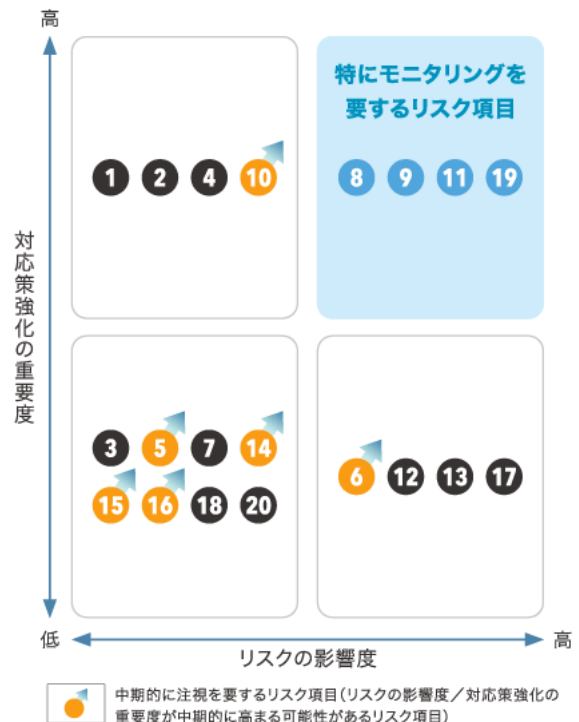 高
特にモニタリングを
要するリスク項目
1 2 4 10
8 9 11 19
対応策強化の重要度
3 5 7 14
15 16 18 20
6 12 13 17
低
リスクの影響度
高
中期的に注視を要するリスク項目(リスクの影響度/対応策強化の
重要度が中期的に高まる可能性があるリスク項目)